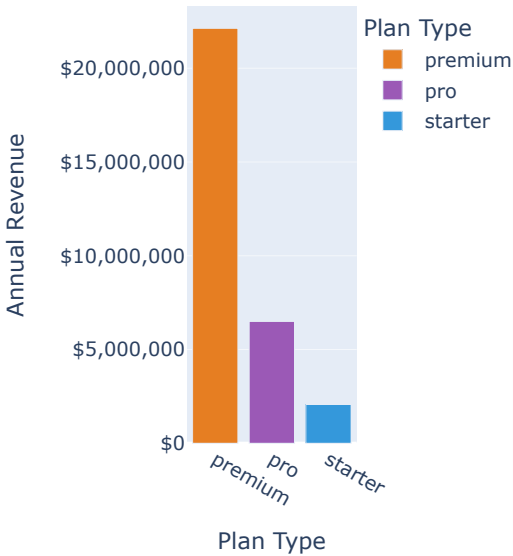 Plan Type
premium
pro
starter
$20,000,000
$15,000,000
$10,000,000
$5,000,000
$0
Annual Revenue
premium
pro
starter
Plan Type